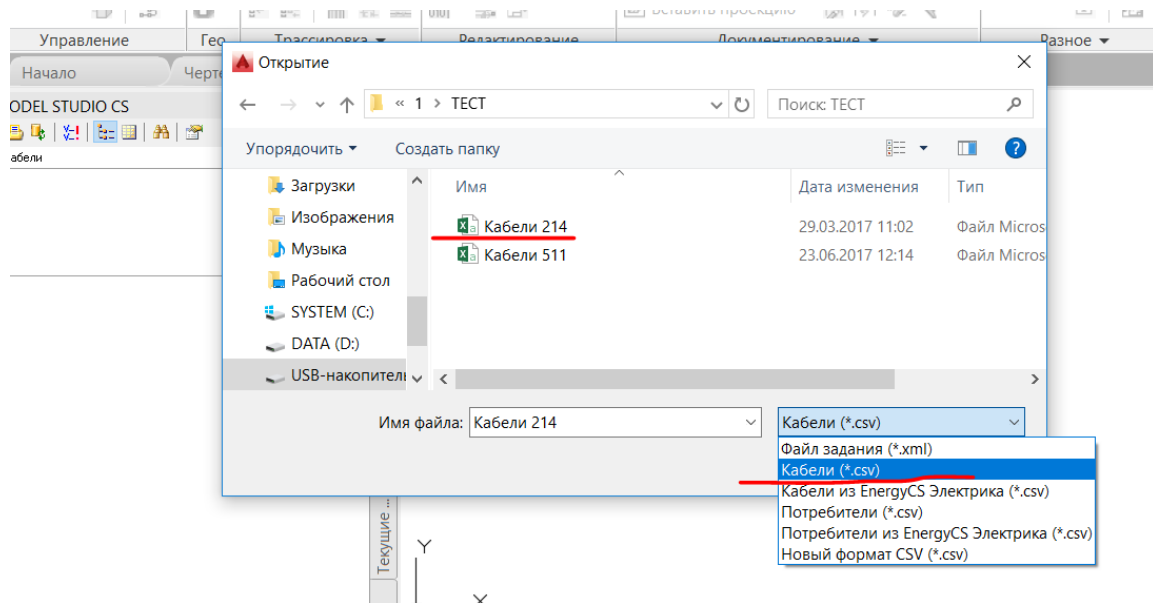 Вставить проекцию
Управление Гео Трассировка Редактирование Документирование Разное
Начало Черте
ODEL STUDIO CS
абели
Открытие
« 1 > ТЕСТ
Поиск: ТЕСТ
Упорядочить Создать папку
Имя Дата изменения Тип
Загрузки
Изображения
Музыка
Рабочий стол
SYSTEM (C:)
DATA (D:)
USB-накопитель
Кабели 214 29.03.2017 11:02 Файл Micros
Кабели 511 23.06.2017 12:14 Файл Micros
Имя файла: Кабели 214 Кабели (*.csv)
Файл задания (*.xml)
Кабели (*.csv)
Кабели из EnergyCS Электрика (*.csv)
Потребители (*.csv)
Потребители из EnergyCS Электрика (*.csv)
Новый формат CSV (*.csv)
Текущие ...
Y
X